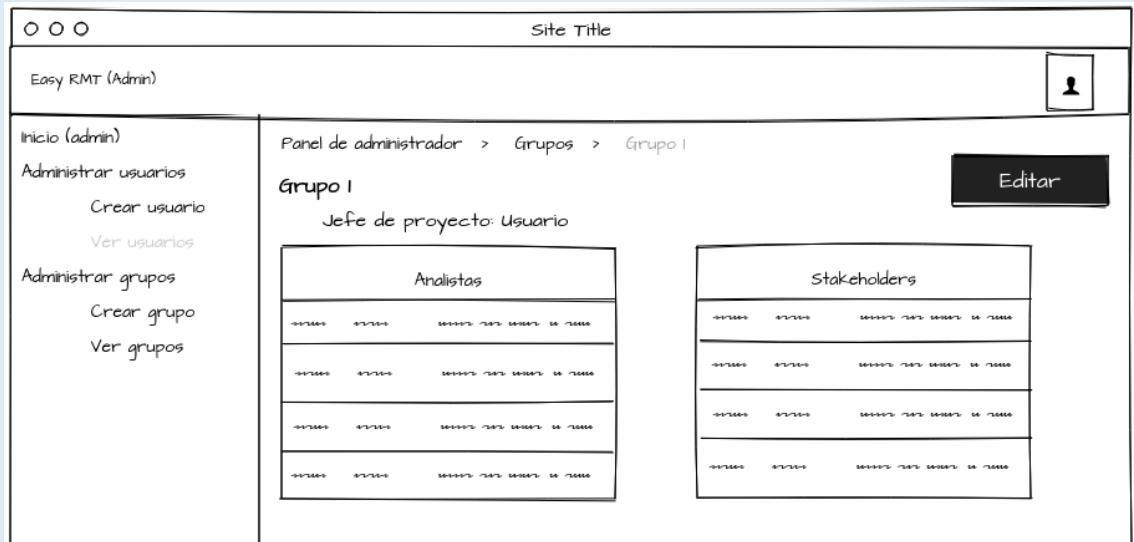 Site Title
Easy RMT (Admin)
Inicio (admin)
Administrar usuarios
Crear usuario
Ver usuarios
Administrar grupos
Crear grupo
Ver grupos
Panel de administrador > Grupos > Grupo 1
Editar
Grupo 1
Jefe de proyecto: Usuario
Analistas
Stakeholders